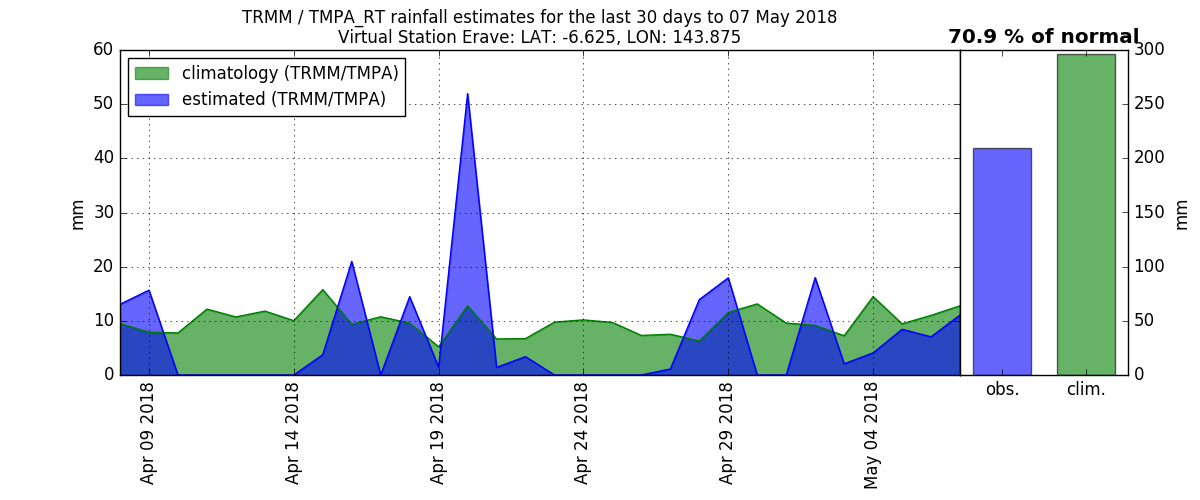 TRMM / TMPA_RT rainfall estimates for the last 30 days to 07 May 2018
Virtual Station Erave: LAT: -6.625, LON: 143.875
70.9 % of normal
climatology (TRMM/TMPA)
estimated (TRMM/TMPA)
mm
60
50
40
30
20
10
0
Apr 09 2018
Apr 14 2018
Apr 19 2018
Apr 24 2018
Apr 29 2018
May 04 2018
obs.
clim.
300
250
200
150
100
50
0
mm